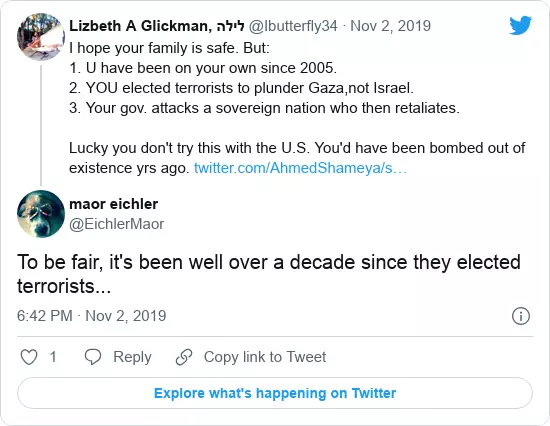 Lizbeth A Glickman, לילה @lbutterfly34 · Nov 2, 2019
I hope your family is safe. But:
1. U have been on your own since 2005.
2. YOU elected terrorists to plunder Gaza,not Israel.
3. Your gov. attacks a sovereign nation who then retaliates.
Lucky you don't try this with the U.S. You'd have been bombed out of
existence yrs ago. twitter.com/AhmedShameya/s…
maor eichler
@EichlerMaor
To be fair, it's been well over a decade since they elected
terrorists...
6:42 PM · Nov 2, 2019
1 Reply Copy link to Tweet
Explore what's happening on Twitter